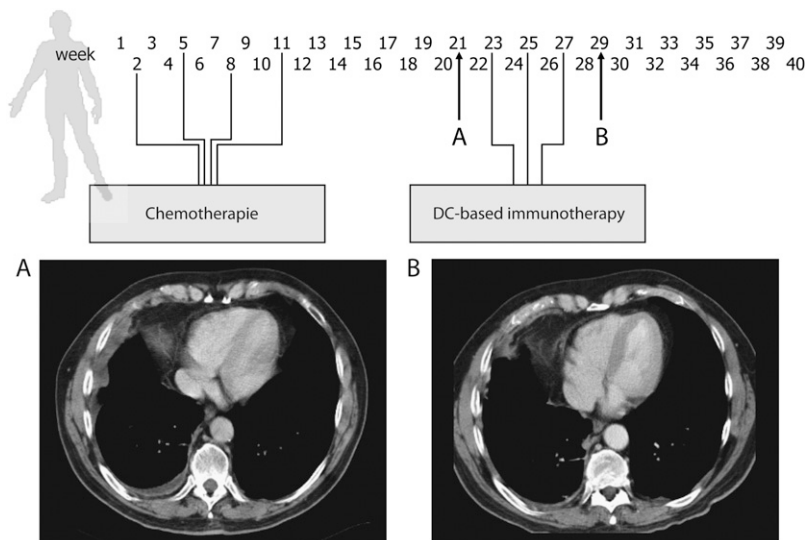 week 1 3 5 7 9 11 13 15 17 19 21 23 25 27 29 31 33 35 37 39
2 4 6 8 10 12 14 16 18 20 22 24 26 28 30 32 34 36 38 40
A B
Chemotherapie DC-based immunotherapy
A B